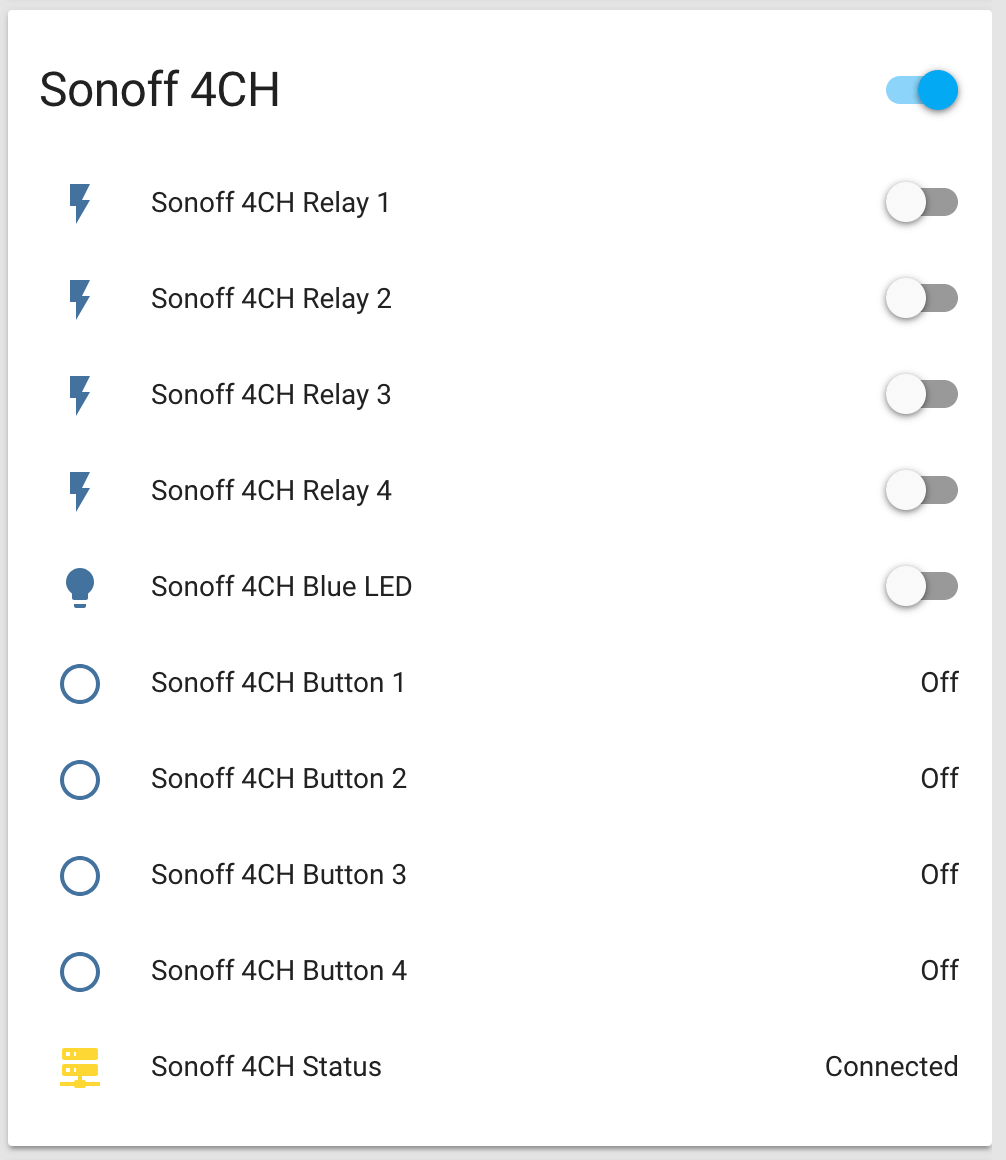 Sonoff 4CH
Sonoff 4CH Relay 1
Sonoff 4CH Relay 2
Sonoff 4CH Relay 3
Sonoff 4CH Relay 4
Sonoff 4CH Blue LED
Sonoff 4CH Button 1 Off
Sonoff 4CH Button 2 Off
Sonoff 4CH Button 3 Off
Sonoff 4CH Button 4 Off
Sonoff 4CH Status Connected